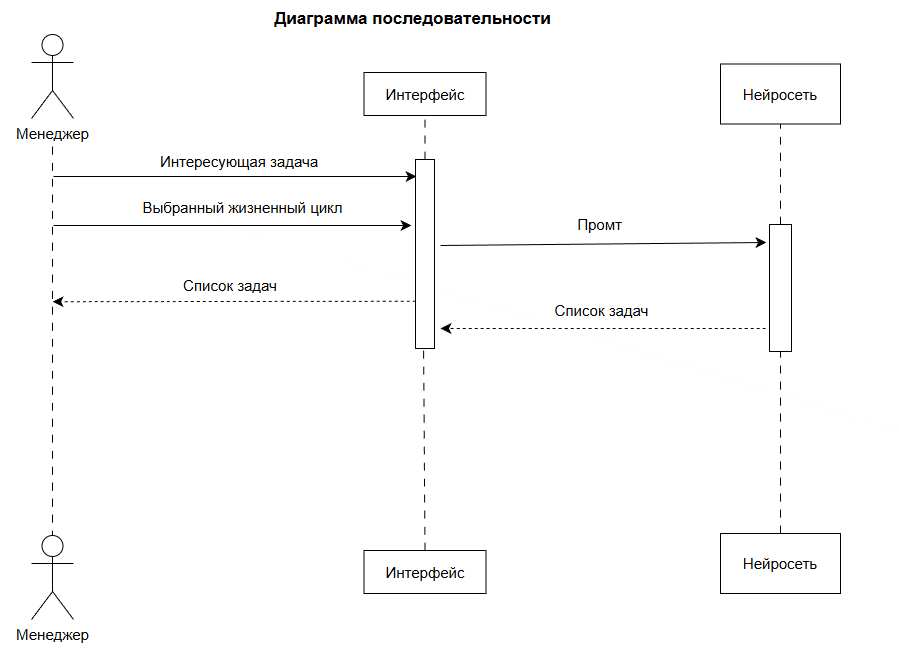 Диаграмма последовательности
Менеджер
Интерфейс
Нейросеть
Интересующая задача
Выбранный жизненный цикл
Промт
Список задач
Список задач
Менеджер
Интерфейс
Нейросеть